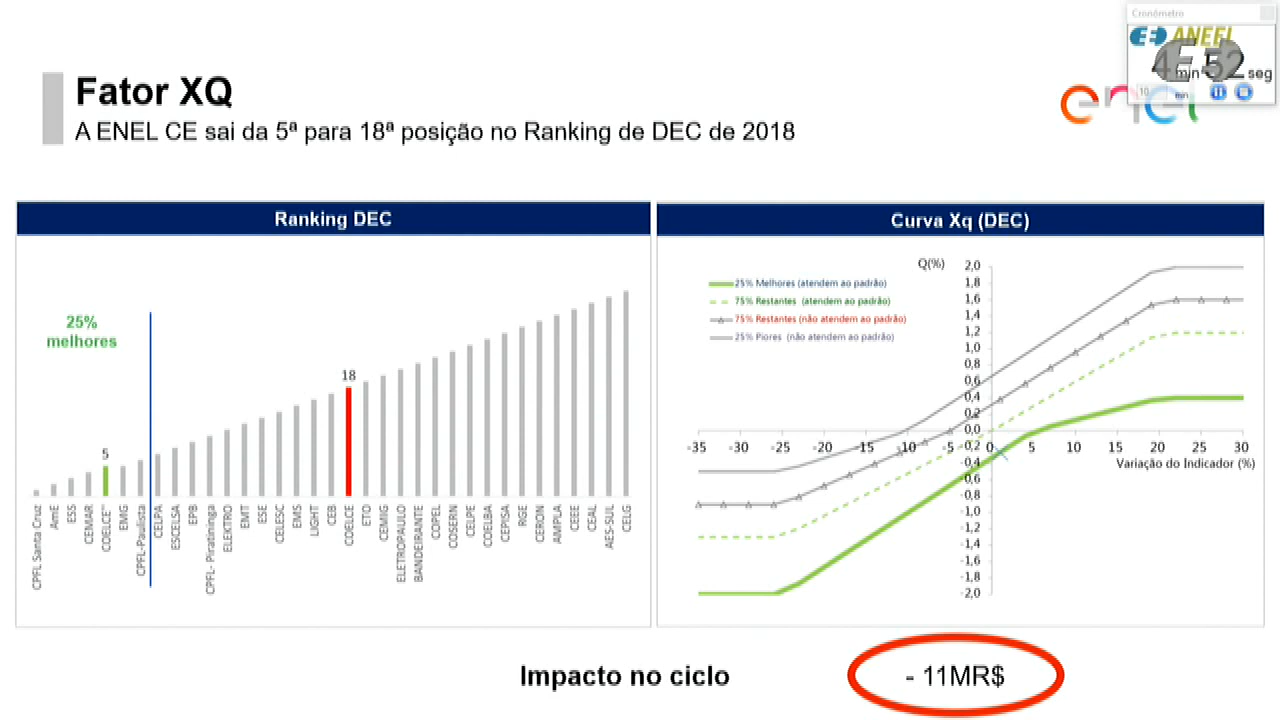 Cronômetro
ANEEL
4 min 52 seg
10 min
enel
Fator XQ
A ENEL CE sai da 5ª para 18ª posição no Ranking de DEC de 2018
Ranking DEC
25%
melhores
5
18
CPFL Santa Cruz
AmE
ESS
CEMAR
COELCE"
EMG
CPFL-Paulista
CELPA
ESCELSA
EPB
CPFL- Piratininga
ELEKTRO
EMT
ESE
CELESC
EMS
LIGHT
CEB
COELCE
ETO
CEMIG
ELETROPAULO
BANDEIRANTE
COPEL
COSERN
CELPE
COELBA
CEPISA
RGE
CERON
AMPLA
CEEE
CEAL
AES-SUL
CELG
Curva Xq (DEC)
Q(%)
25% Melhores (atendem ao padrão)
75% Restantes (atendem ao padrão)
75% Restantes (não atendem ao padrão)
25% Piores (não atendem ao padrão)
2,0
1,8
1,6
1,4
1,2
1,0
0,8
0,6
0,4
0,2
0,0
-0,2
-0,4
-0,6
-0,8
-1,0
-1,2
-1,4
-1,6
-1,8
-2,0
-35 -30 -25 -20 -15 -10 -5 0 5 10 15 20 25 30
Variação do Indicador (%)
Impacto no ciclo - 11MR$